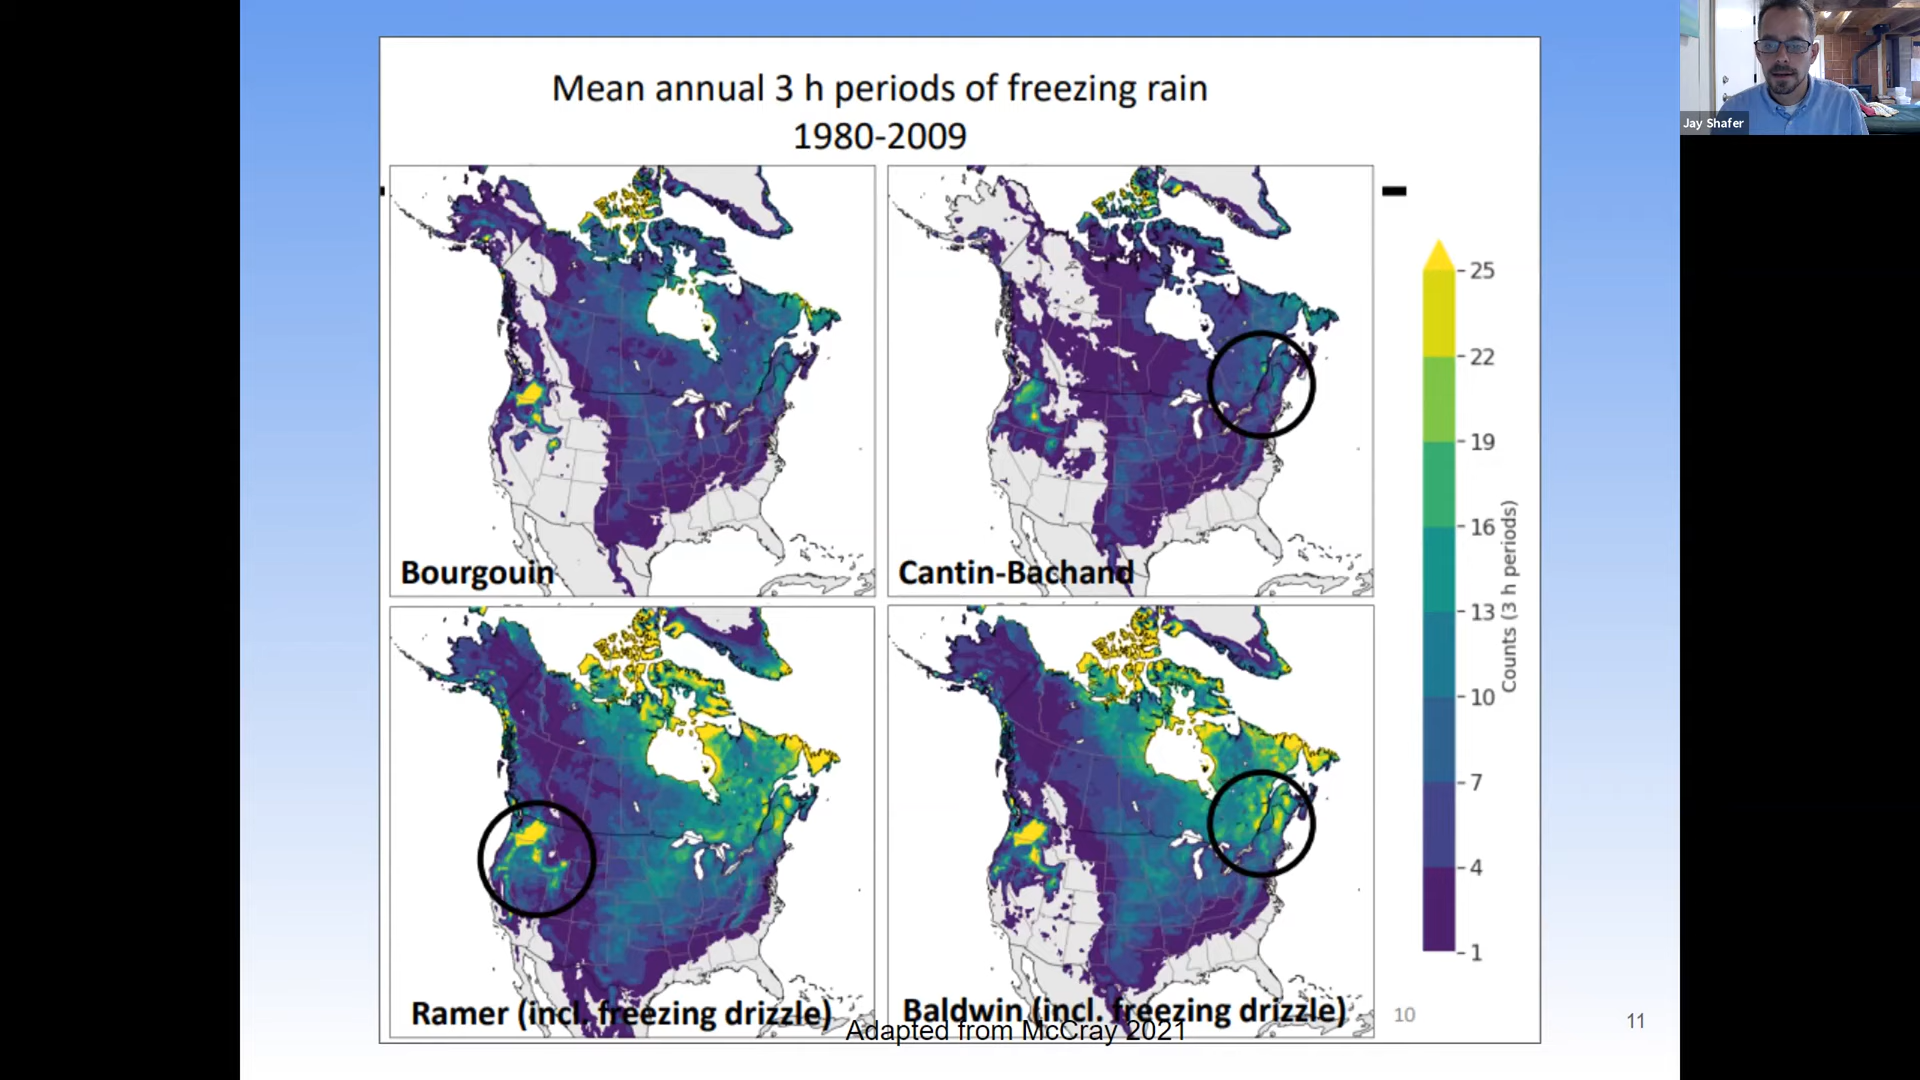 Mean annual 3 h periods of freezing rain
1980-2009
Jay Shafer
Bourgouin
Cantin-Bachand
Ramer (incl. freezing drizzle)
Baldwin (incl. freezing drizzle)
25
22
19
16
13
10
7
4
1
Counts (3 h periods)
Adapted from McCray 2021
10
11